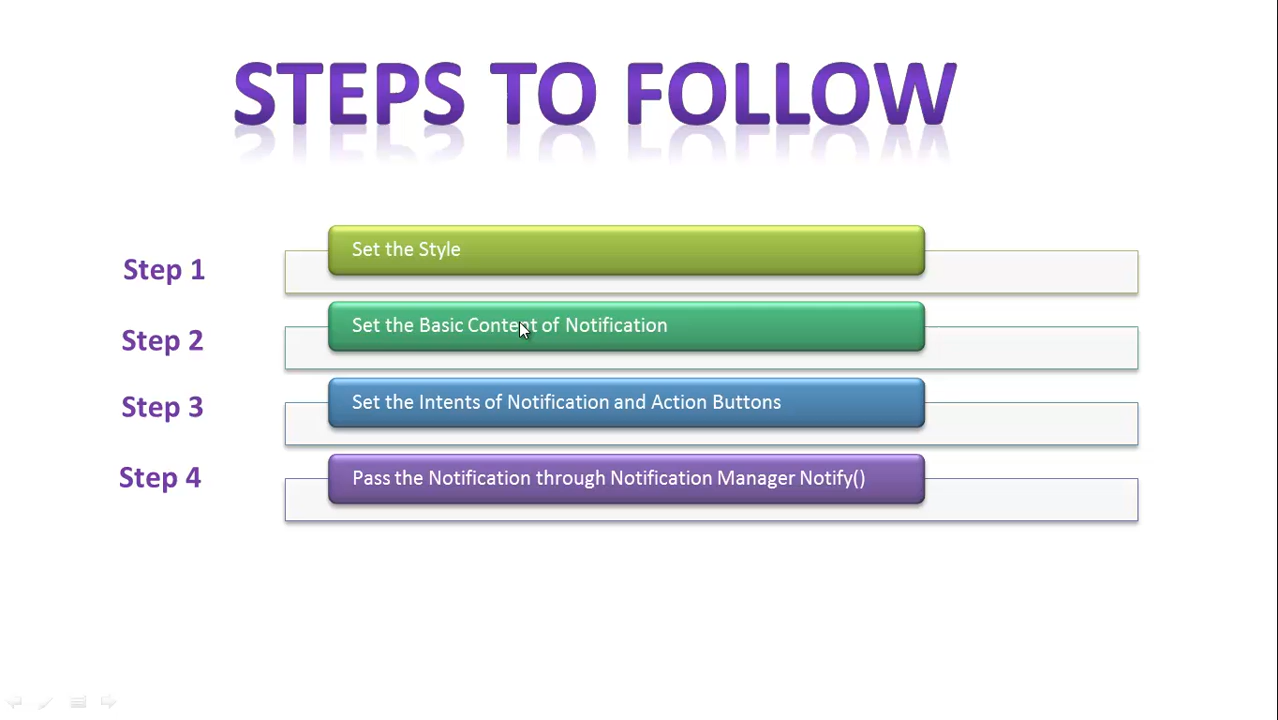 STEPS TO FOLLOW
Step 1
Set the Style
Step 2
Set the Basic Content of Notification
Step 3
Set the Intents of Notification and Action Buttons
Step 4
Pass the Notification through Notification Manager Notify()